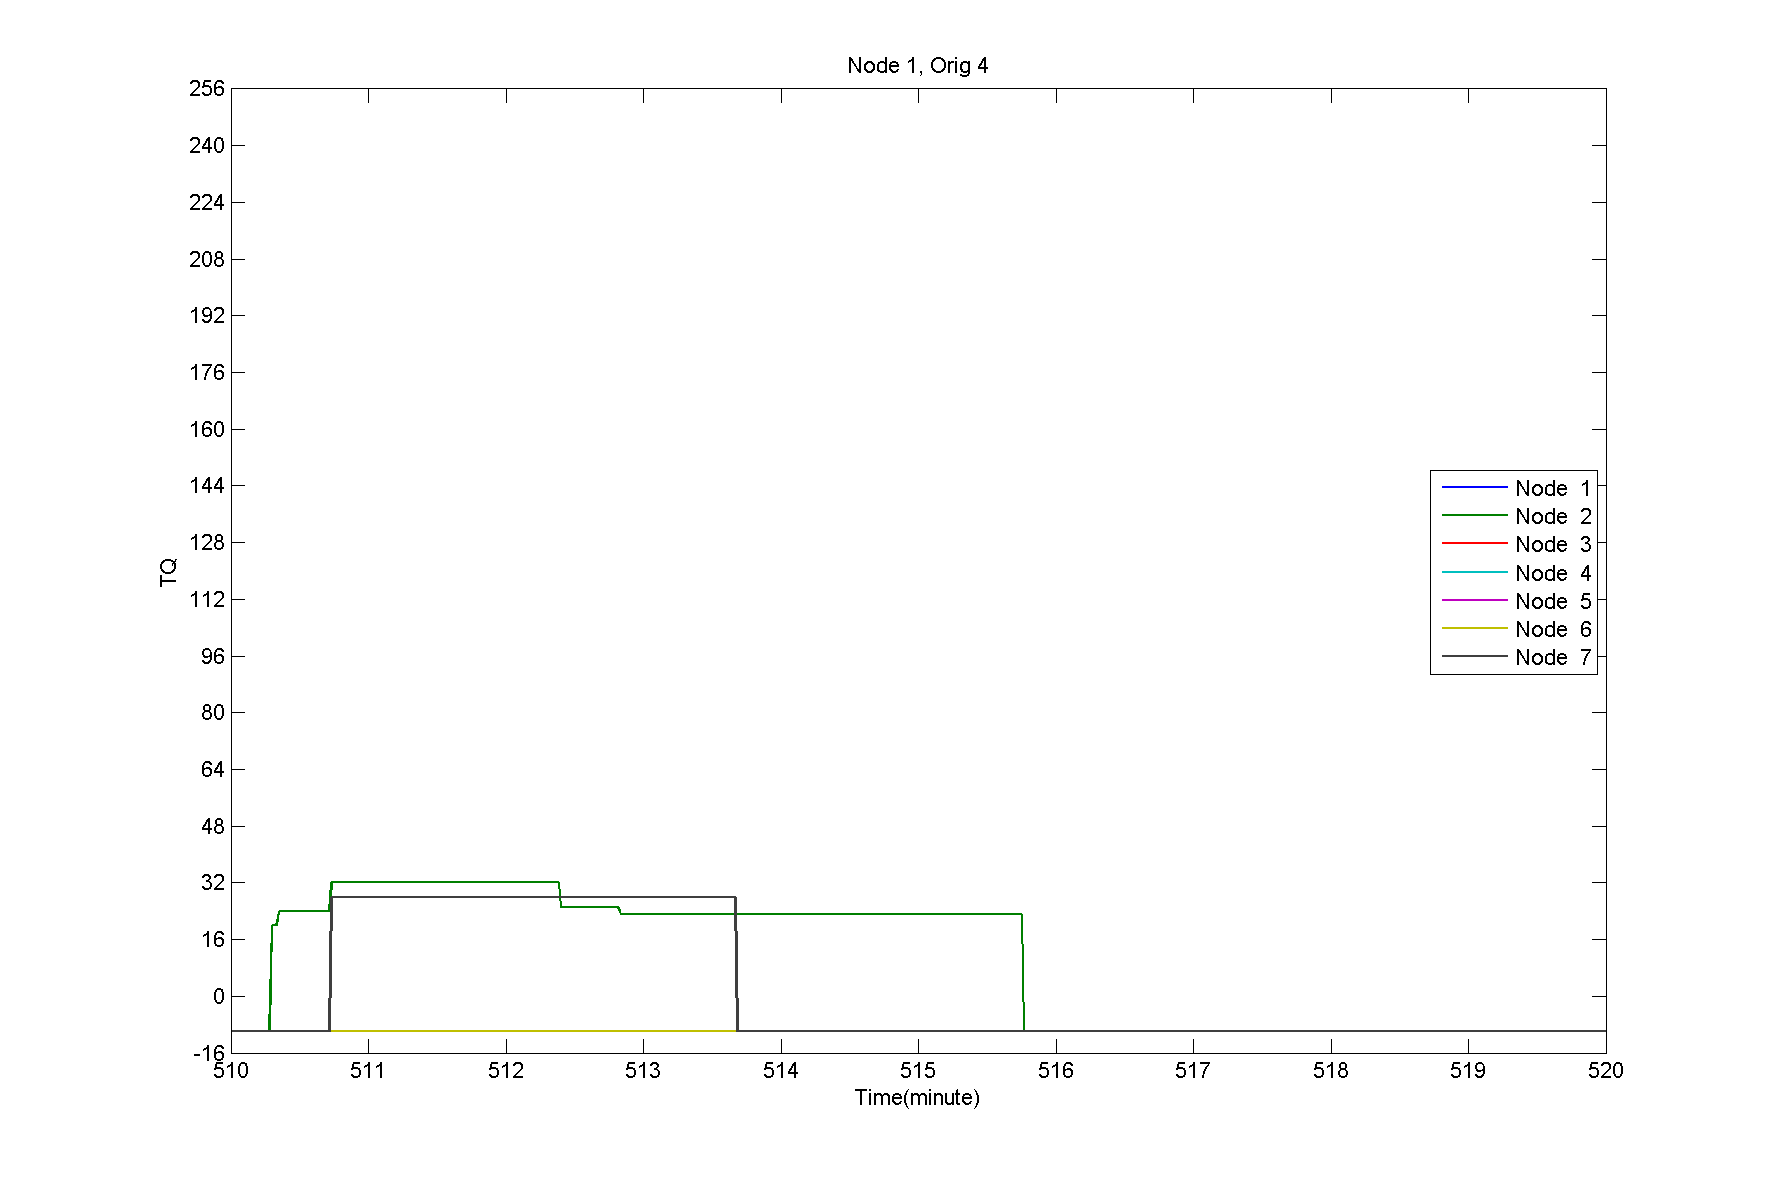 Node 1, Orig 4
256
240
224
208
192
176
160
144
128
112
96
80
64
48
32
16
0
-16
TQ
Node 1
Node 2
Node 3
Node 4
Node 5
Node 6
Node 7
510 511 512 513 514 515 516 517 518 519 520
Time(minute)